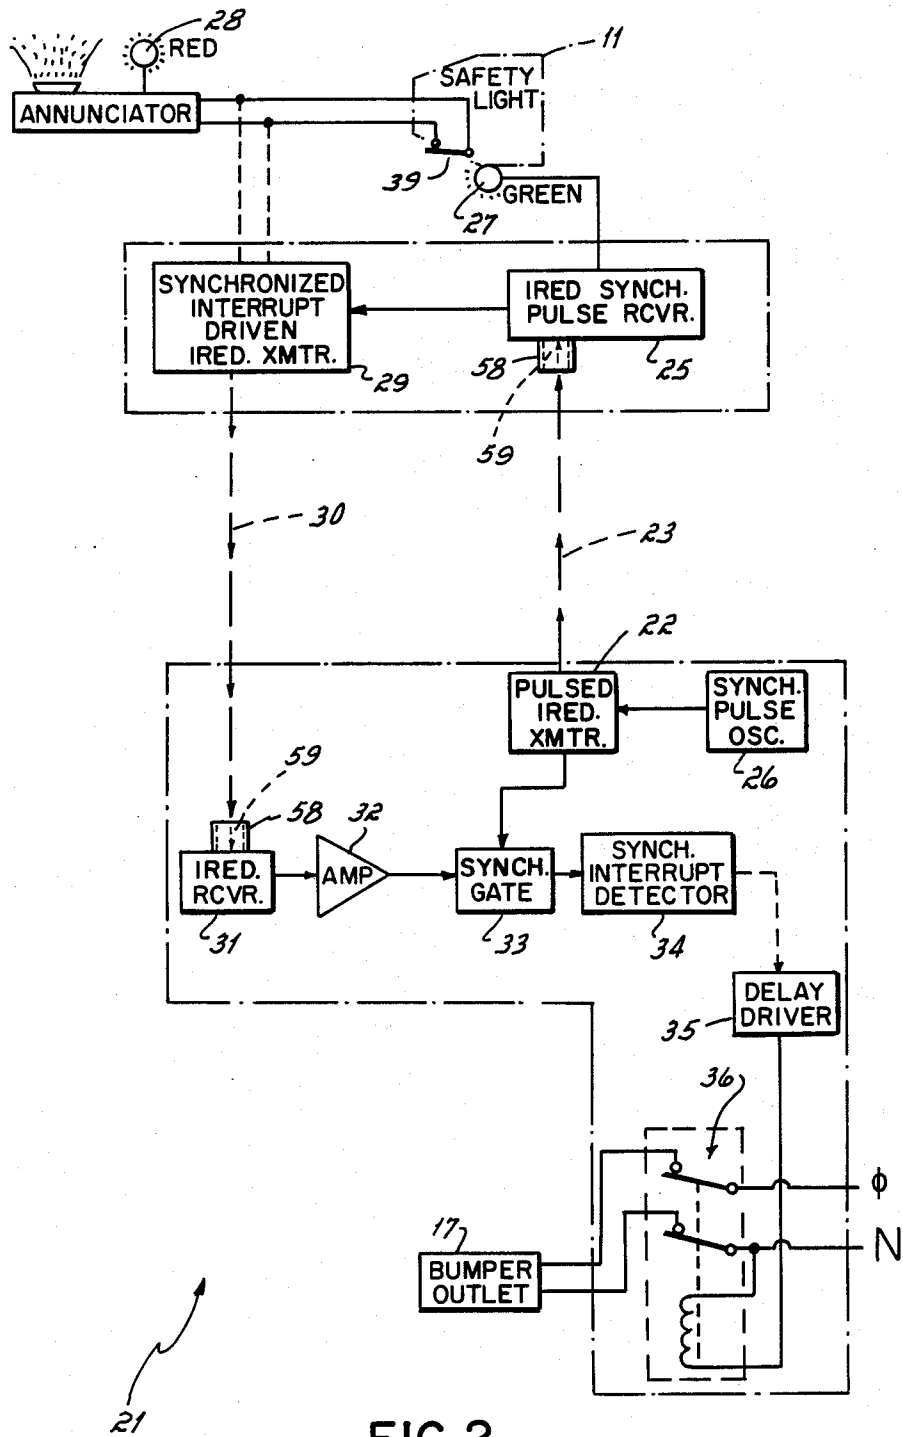 28
RED
11
SAFETY
LIGHT
ANNUNCIATOR
39
GREEN
27
SYNCHRONIZED
INTERRUPT
DRIVEN
IRED. XMTR.
29
IRED SYNCH.
PULSE RCVR.
58
25
59
30
23
22
PULSED
IRED.
XMTR.
SYNCH.
PULSE
OSC.
26
59
58
32
IRED.
RCVR.
31
AMP
SYNCH.
GATE
33
SYNCH.
INTERRUPT
DETECTOR
34
DELAY
DRIVER
35
36
ϕ
N
17
BUMPER
OUTLET
21